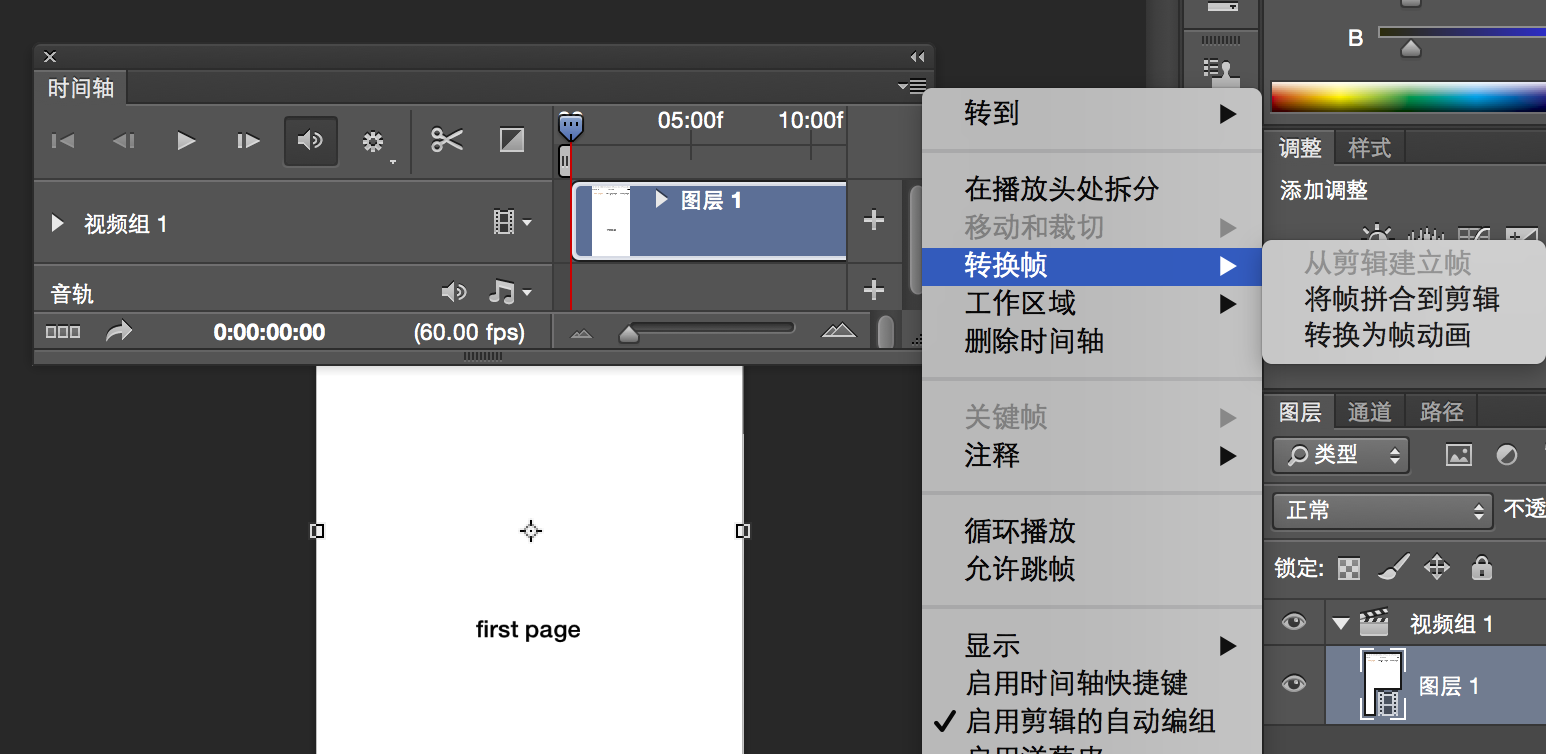 B
时间轴
05:00f
10:00f
图层 1
视频组 1
音轨
0:00:00:00
(60.00 fps)
first page
转到
在播放头处拆分
移动和裁切
转换帧
工作区域
删除时间轴
关键帧
注释
循环播放
允许跳帧
显示
启用时间轴快捷键
启用剪辑的自动编组
从剪辑建立帧
将帧拼合到剪辑
转换为帧动画
调整
样式
添加调整
图层
通道
路径
类型
正常
不透
锁定:
视频组 1
图层 1